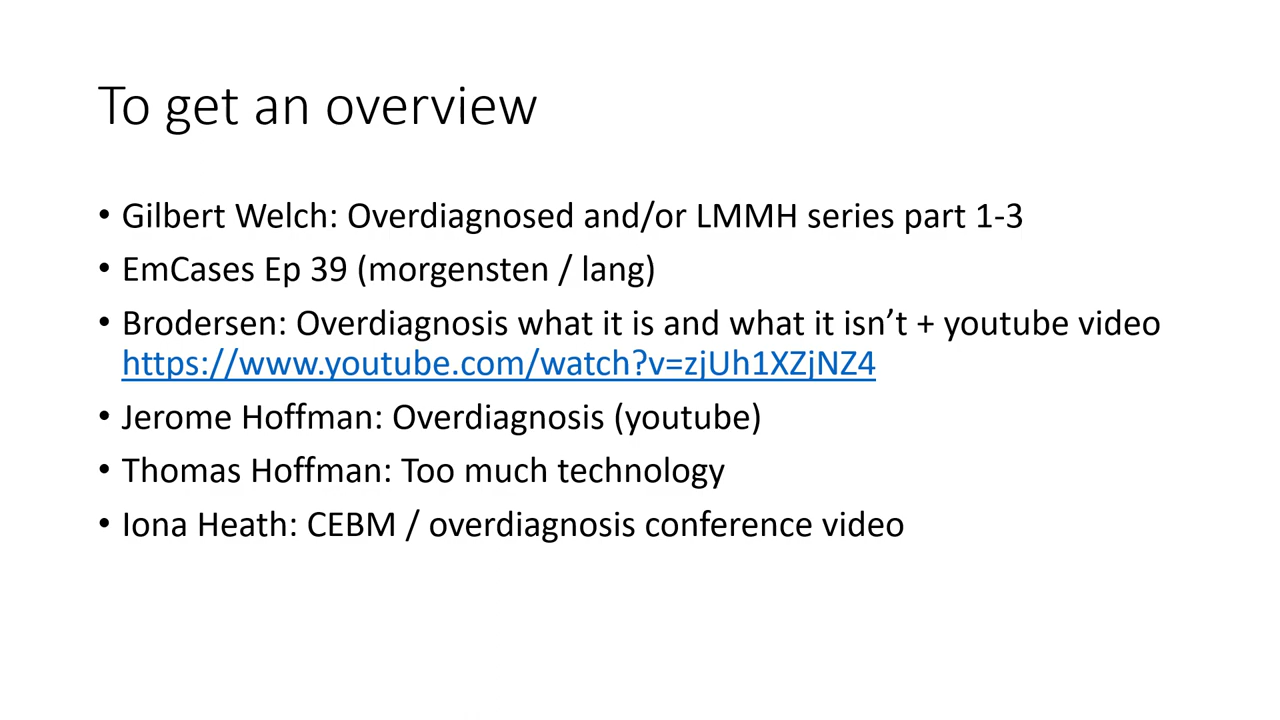 To get an overview
• Gilbert Welch: Overdiagnosed and/or LMMH series part 1-3
• EmCases Ep 39 (morgensten / lang)
• Brodersen: Overdiagnosis what it is and what it isn’t + youtube video
https://www.youtube.com/watch?v=zjUh1XZjNZ4
• Jerome Hoffman: Overdiagnosis (youtube)
• Thomas Hoffman: Too much technology
• Iona Heath: CEBM / overdiagnosis conference video